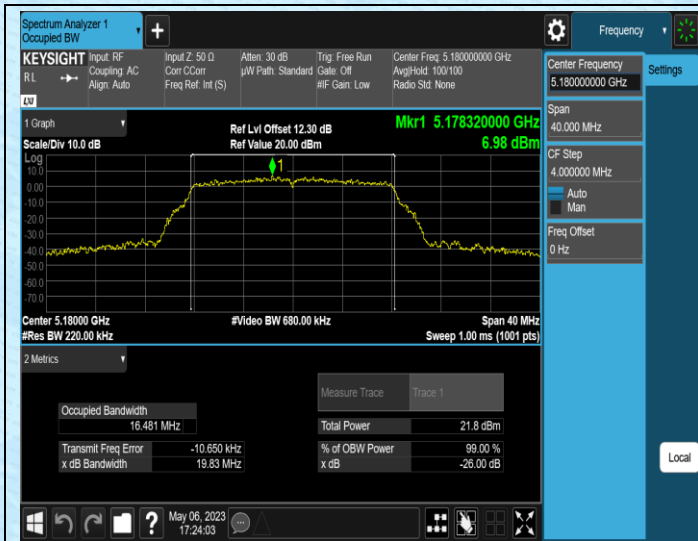 Spectrum Analyzer 1
Occupied BW
Frequency
KEYSIGHT
RL
LXI
Input: RF
Coupling: AC
Align: Auto
Input Z: 50 Ω
Corr CCorr
Freq Ref: Int (S)
Atten: 30 dB
µW Path: Standard
Trig: Free Run
Gate: Off
#IF Gain: Low
Center Freq: 5.180000000 GHz
Avg|Hold: 100/100
Radio Std: None
Center Frequency
5.180000000 GHz
Settings
Span
40.000 MHz
CF Step
4.000000 MHz
Auto
Man
Freq Offset
0 Hz
Local
1 Graph
Scale/Div 10.0 dB
Ref Lvl Offset 12.30 dB
Ref Value 20.00 dBm
Mkr1 5.178320000 GHz
6.98 dBm
Log
10.0
0.00
-10.0
-20.0
-30.0
-40.0
-50.0
-60.0
-70.0
1
Center 5.18000 GHz
#Res BW 220.00 kHz
#Video BW 680.00 kHz
Span 40 MHz
Sweep 1.00 ms (1001 pts)
2 Metrics
Measure Trace Trace 1
Occupied Bandwidth
16.481 MHz
Total Power 21.8 dBm
Transmit Freq Error -10.650 kHz
% of OBW Power 99.00 %
x dB Bandwidth 19.83 MHz
x dB -26.00 dB
May 06, 2023
17:24:03